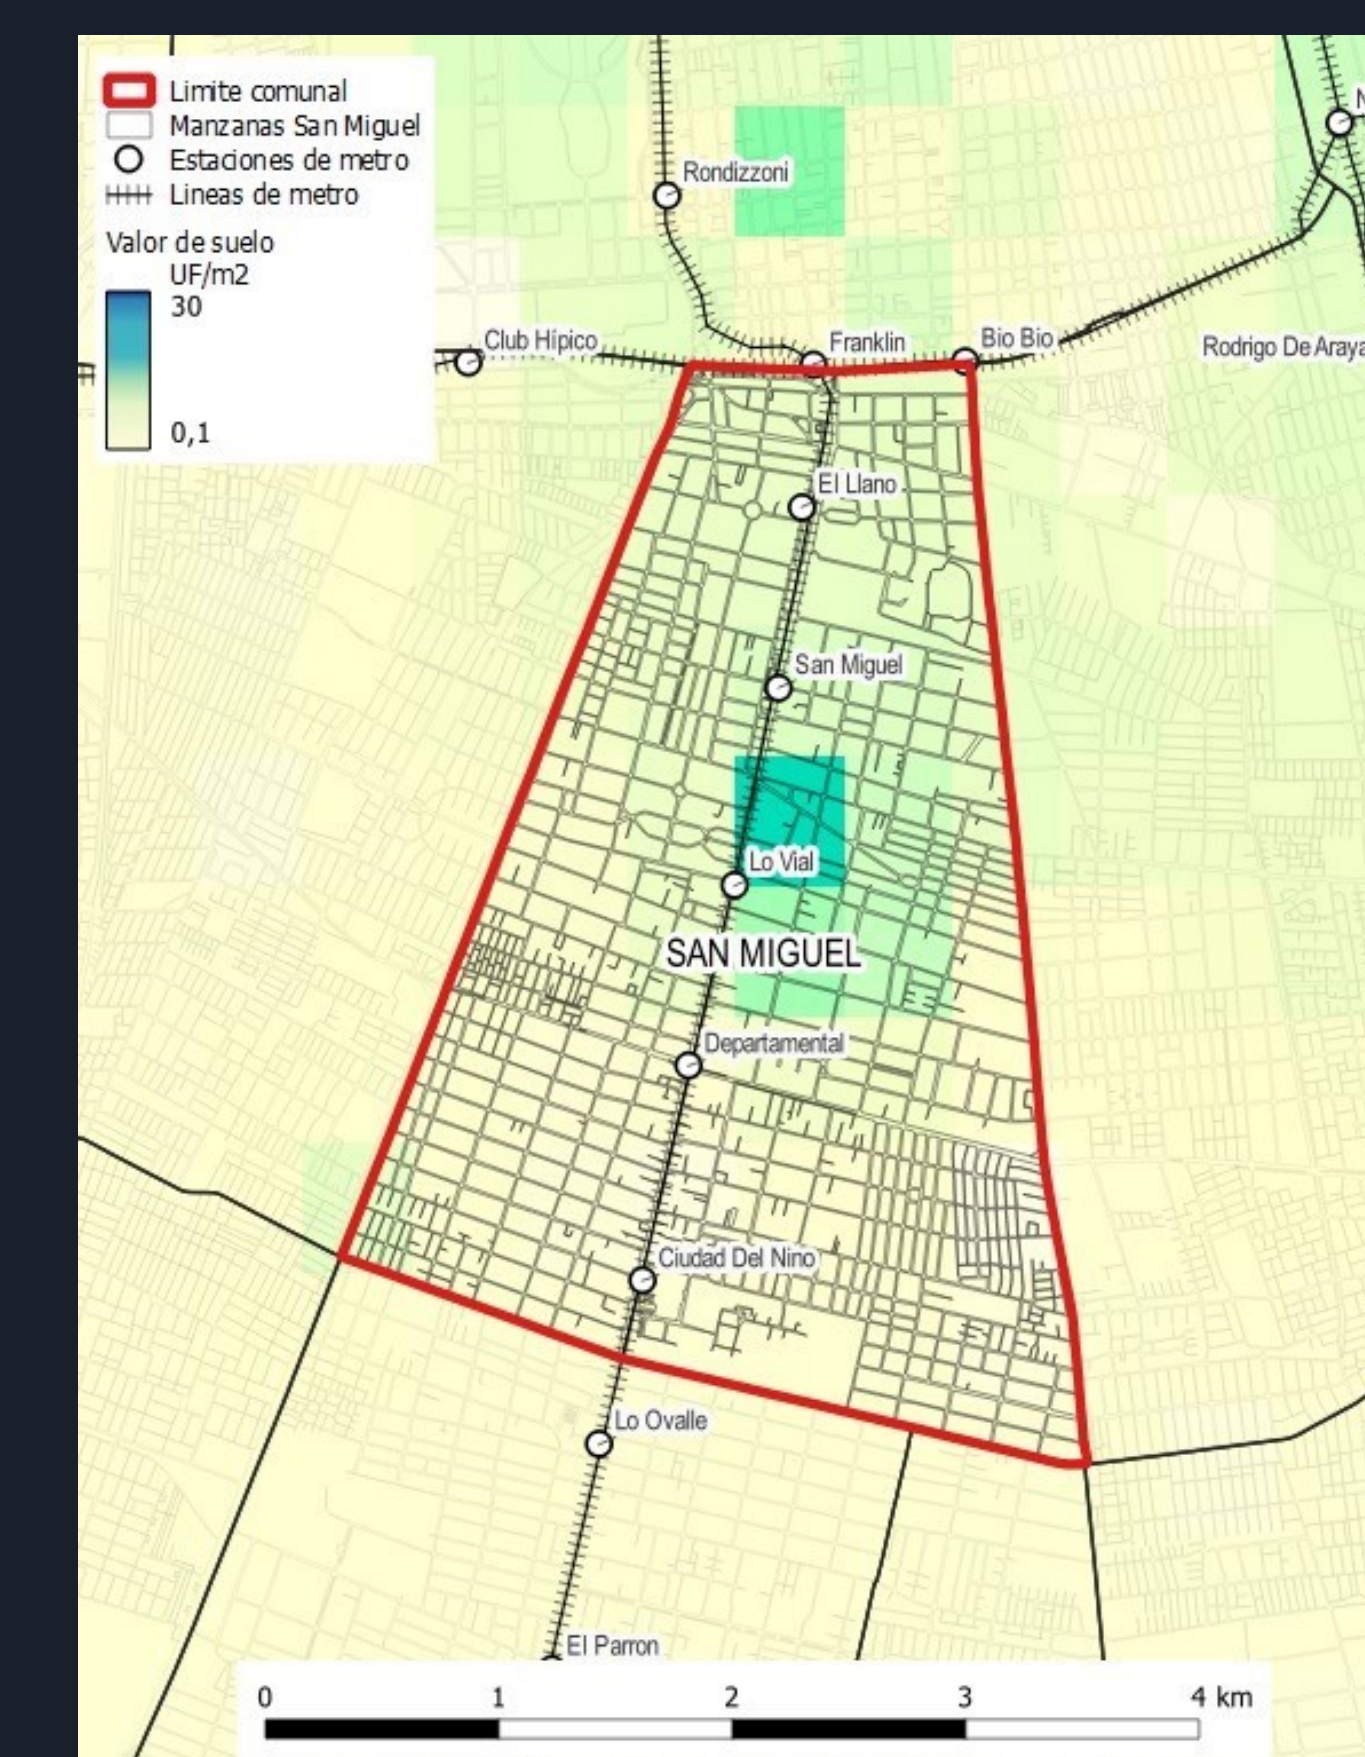 Limite comunal
Manzanas San Miguel
Estaciones de metro
Lineas de metro
Valor de suelo
UF/m2
30
0,1
N
Rondizzoni
Club Hípico
Franklin
Bio Bio
Rodrigo De Araya
El Llano
San Miguel
Lo Vial
SAN MIGUEL
Departamental
Ciudad Del Nino
Lo Ovalle
El Parron
0 1 2 3 4 km